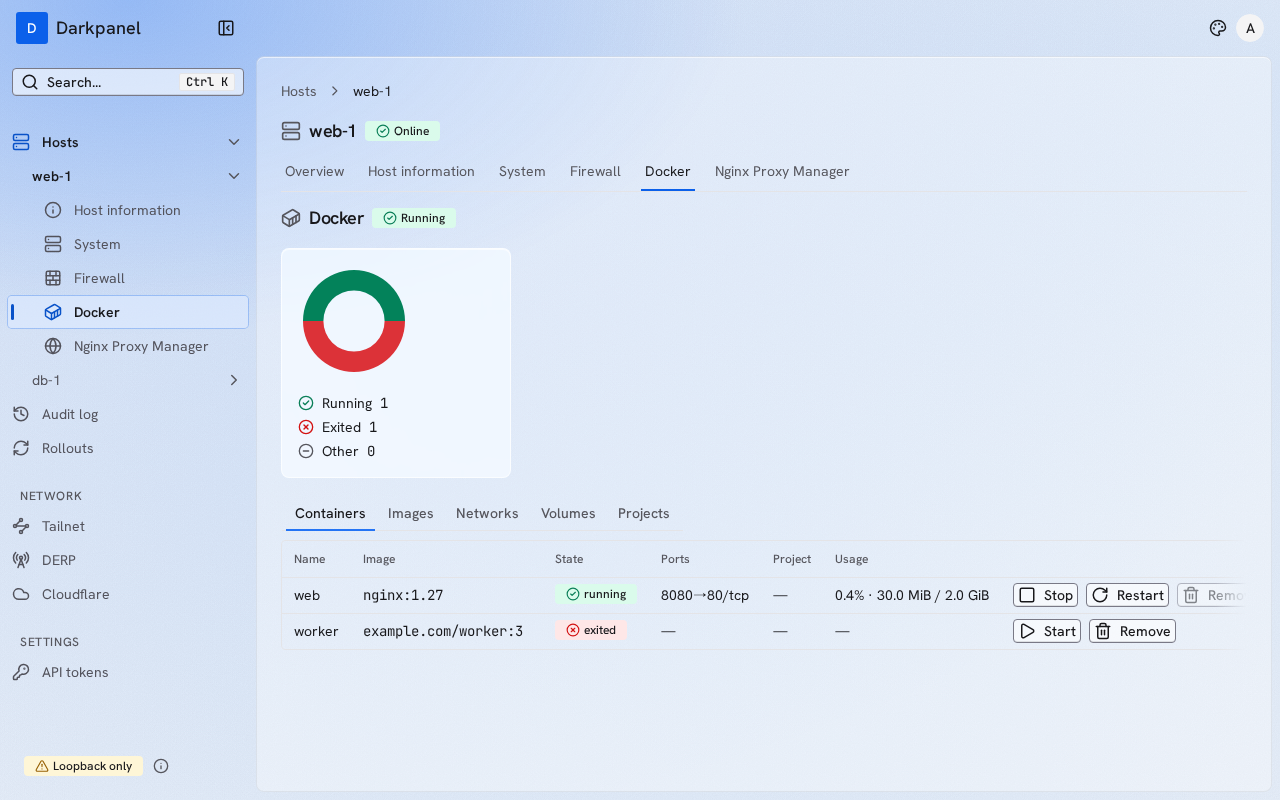 D Darkpanel
A
Search... Ctrl K
Hosts
web-1
Host information
System
Firewall
Docker
Nginx Proxy Manager
db-1
Audit log
Rollouts
NETWORK
Tailnet
DERP
Cloudflare
SETTINGS
API tokens
Loopback only
Hosts web-1
web-1 Online
Overview Host information System Firewall Docker Nginx Proxy Manager
Docker Running
Running 1
Exited 1
Other 0
Containers Images Networks Volumes Projects
Name Image State Ports Project Usage
web nginx:1.27 running 8080→80/tcp — 0.4% · 30.0 MiB / 2.0 GiB Stop Restart Remo
worker example.com/worker:3 exited — — — Start Remove